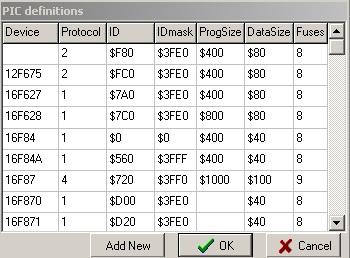 PIC definitions
Device Protocol ID IDmask ProgSize DataSize Fuses
2 $F80 $3FE0 $400 $80 8
12F675 2 $FC0 $3FE0 $400 $80 8
16F627 1 $7A0 $3FE0 $400 $80 8
16F628 1 $7C0 $3FE0 $800 $80 8
16F84 1 $0 $0 $400 $40 8
16F84A 1 $560 $3FFF $400 $40 8
16F87 4 $720 $3FF0 $1000 $100 9
16F870 1 $D00 $3FE0 $40 8
16F871 1 $D20 $3FE0 $40 8
Add New OK Cancel